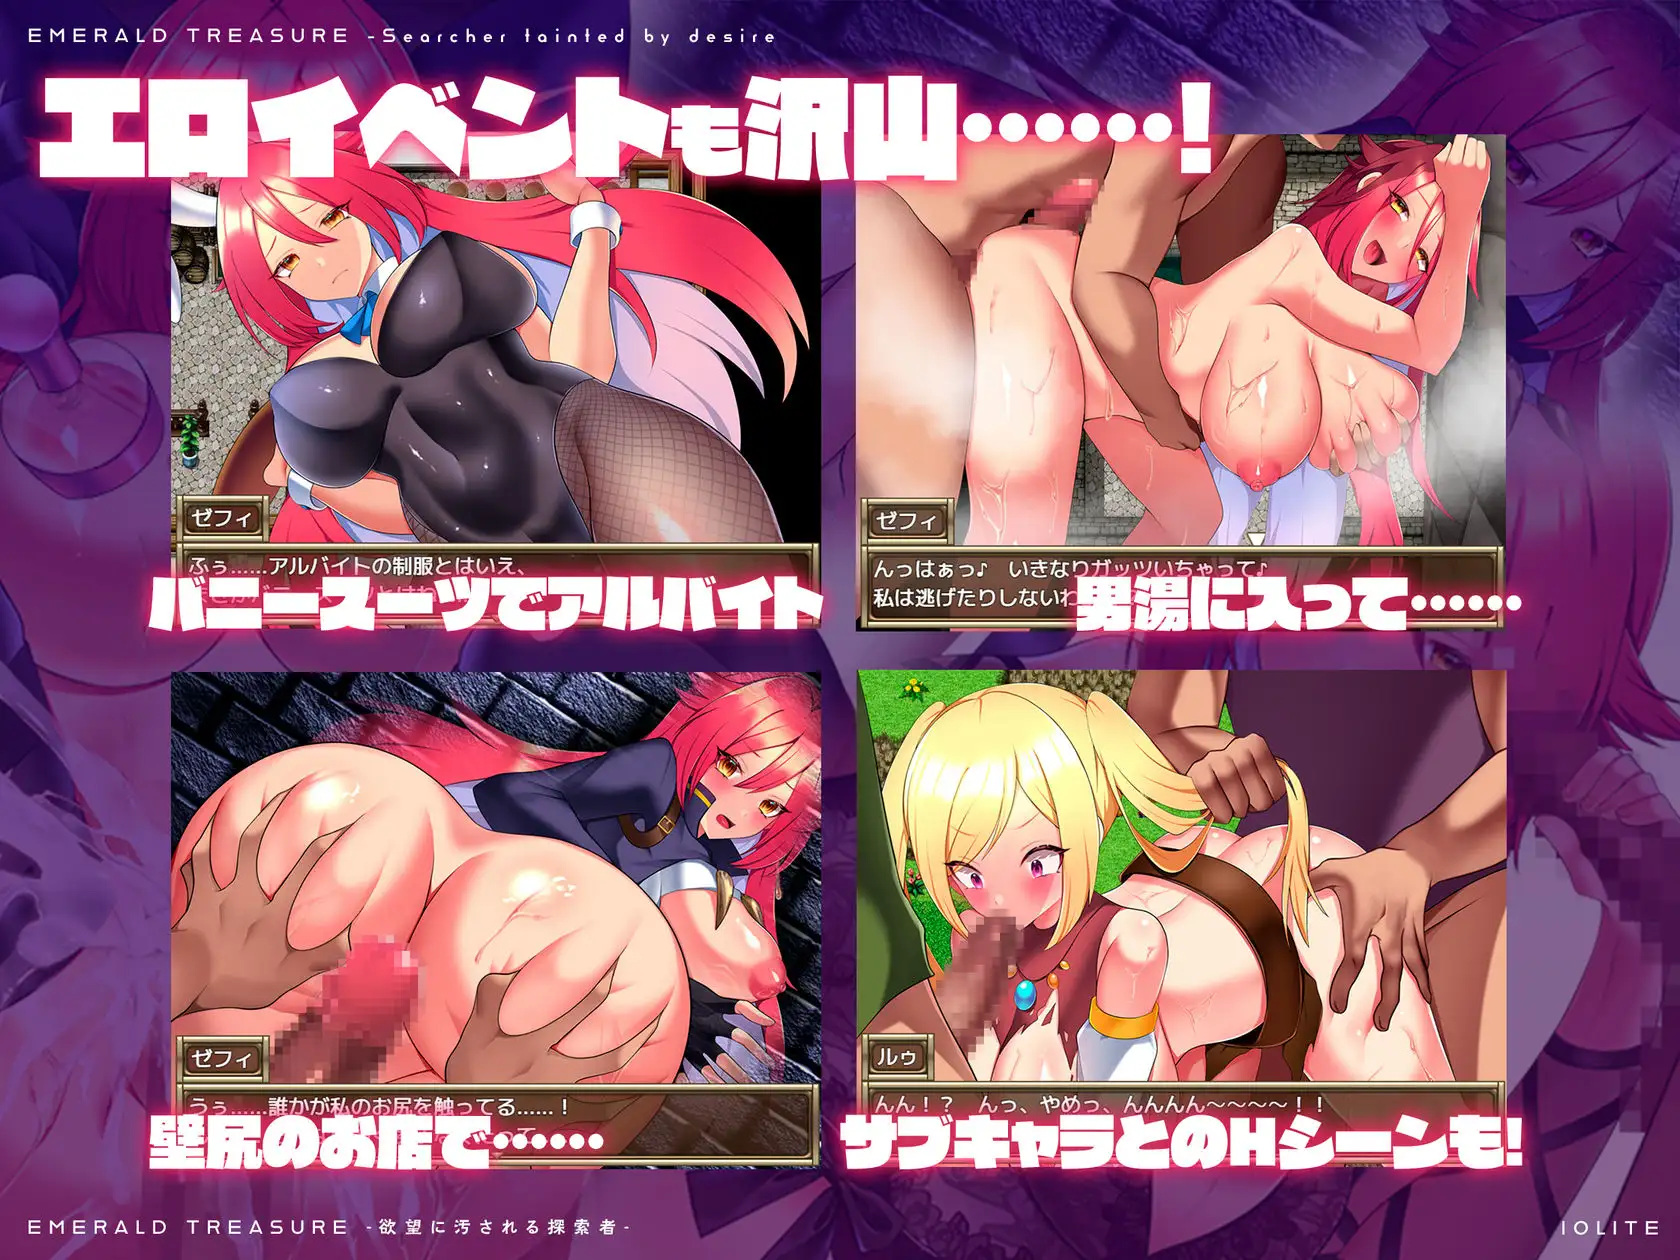 EMERALD TREASURE -Searcher tainted by desire
エロイベントも沢山……！
ゼフィ
ふぅ……アルバイトの制服とはいえ、
バニースーツでアルバイト
ゼフィ
んっはぁっ♪　いきなりガッツいちゃって♪
私は逃げたりしないわ
男湯に入って……
ゼフィ
うぅ……誰かが私のお尻を触ってる……！
壁尻のお店で……
ルゥ
んん！？　んっ、やめっ、んんんん～～～～！！
サブキャラとのHシーンも!
EMERALD TREASURE -欲望に汚される探索者-
IOLITE